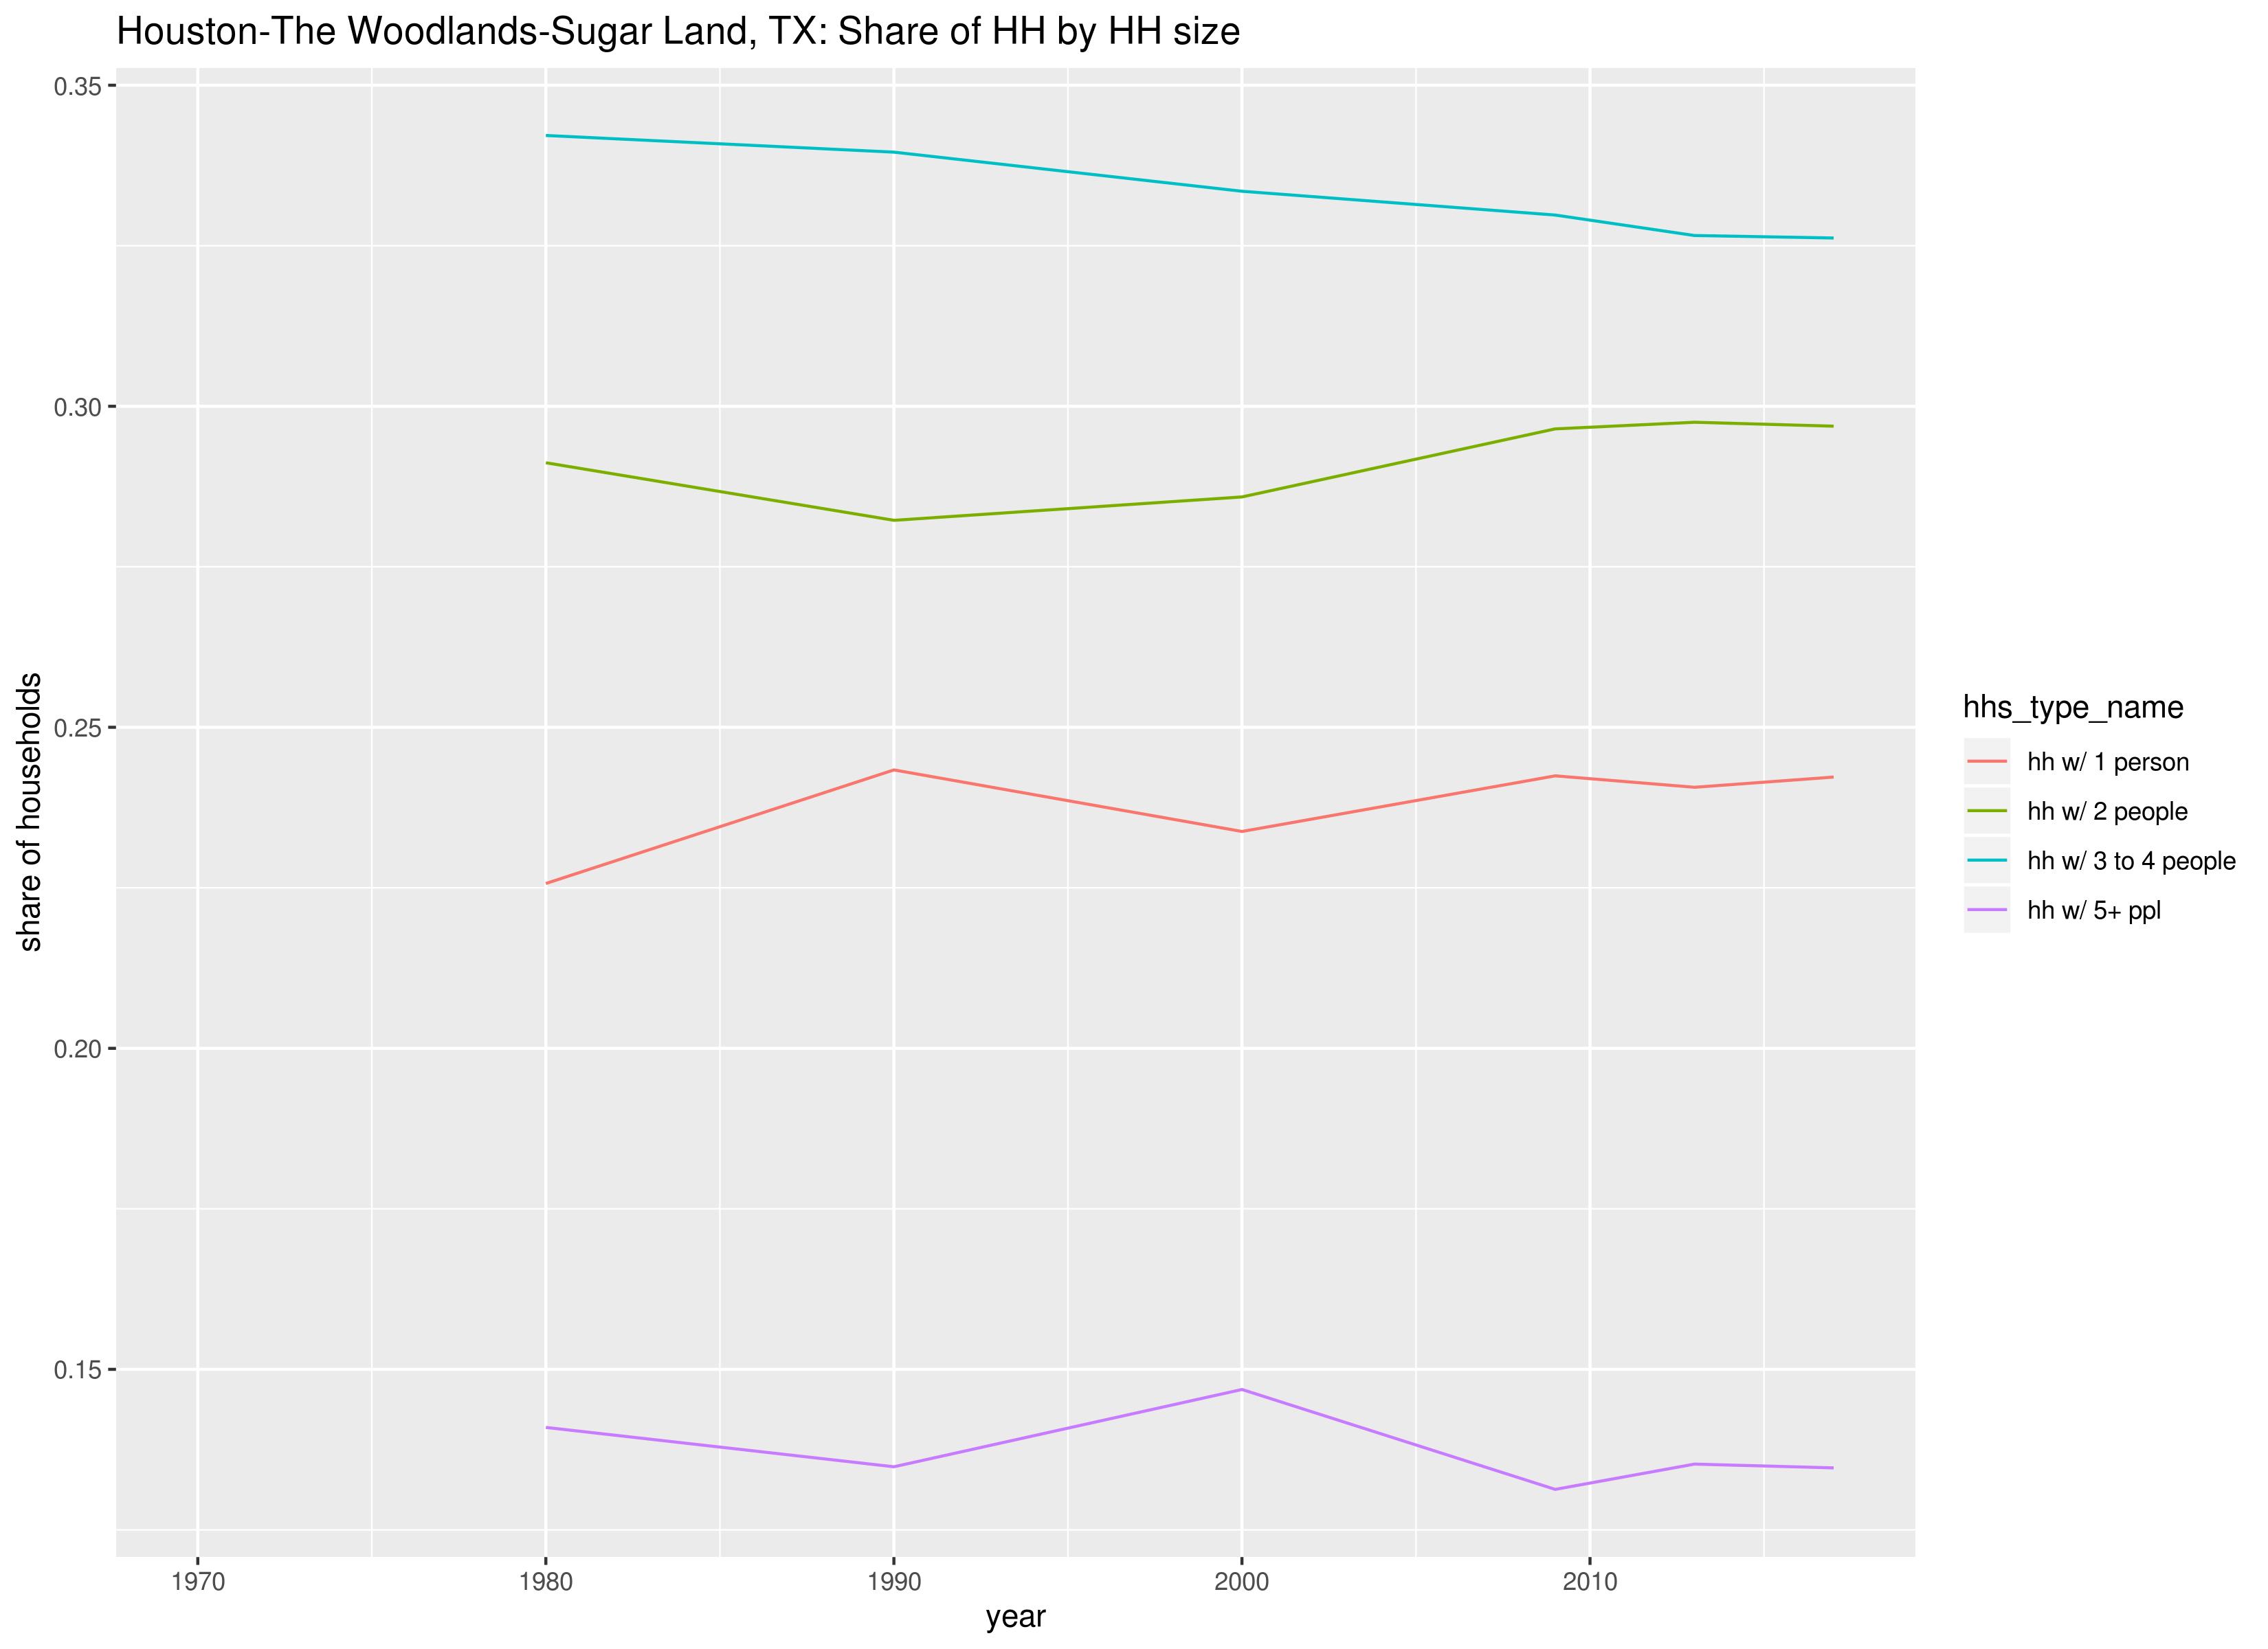 Houston-The Woodlands-Sugar Land, TX: Share of HH by HH size
0.35
0.30
0.25
0.20
0.15
share of households
1970 1980 1990 2000 2010
year
hhs_type_name
hh w/ 1 person
hh w/ 2 people
hh w/ 3 to 4 people
hh w/ 5+ ppl